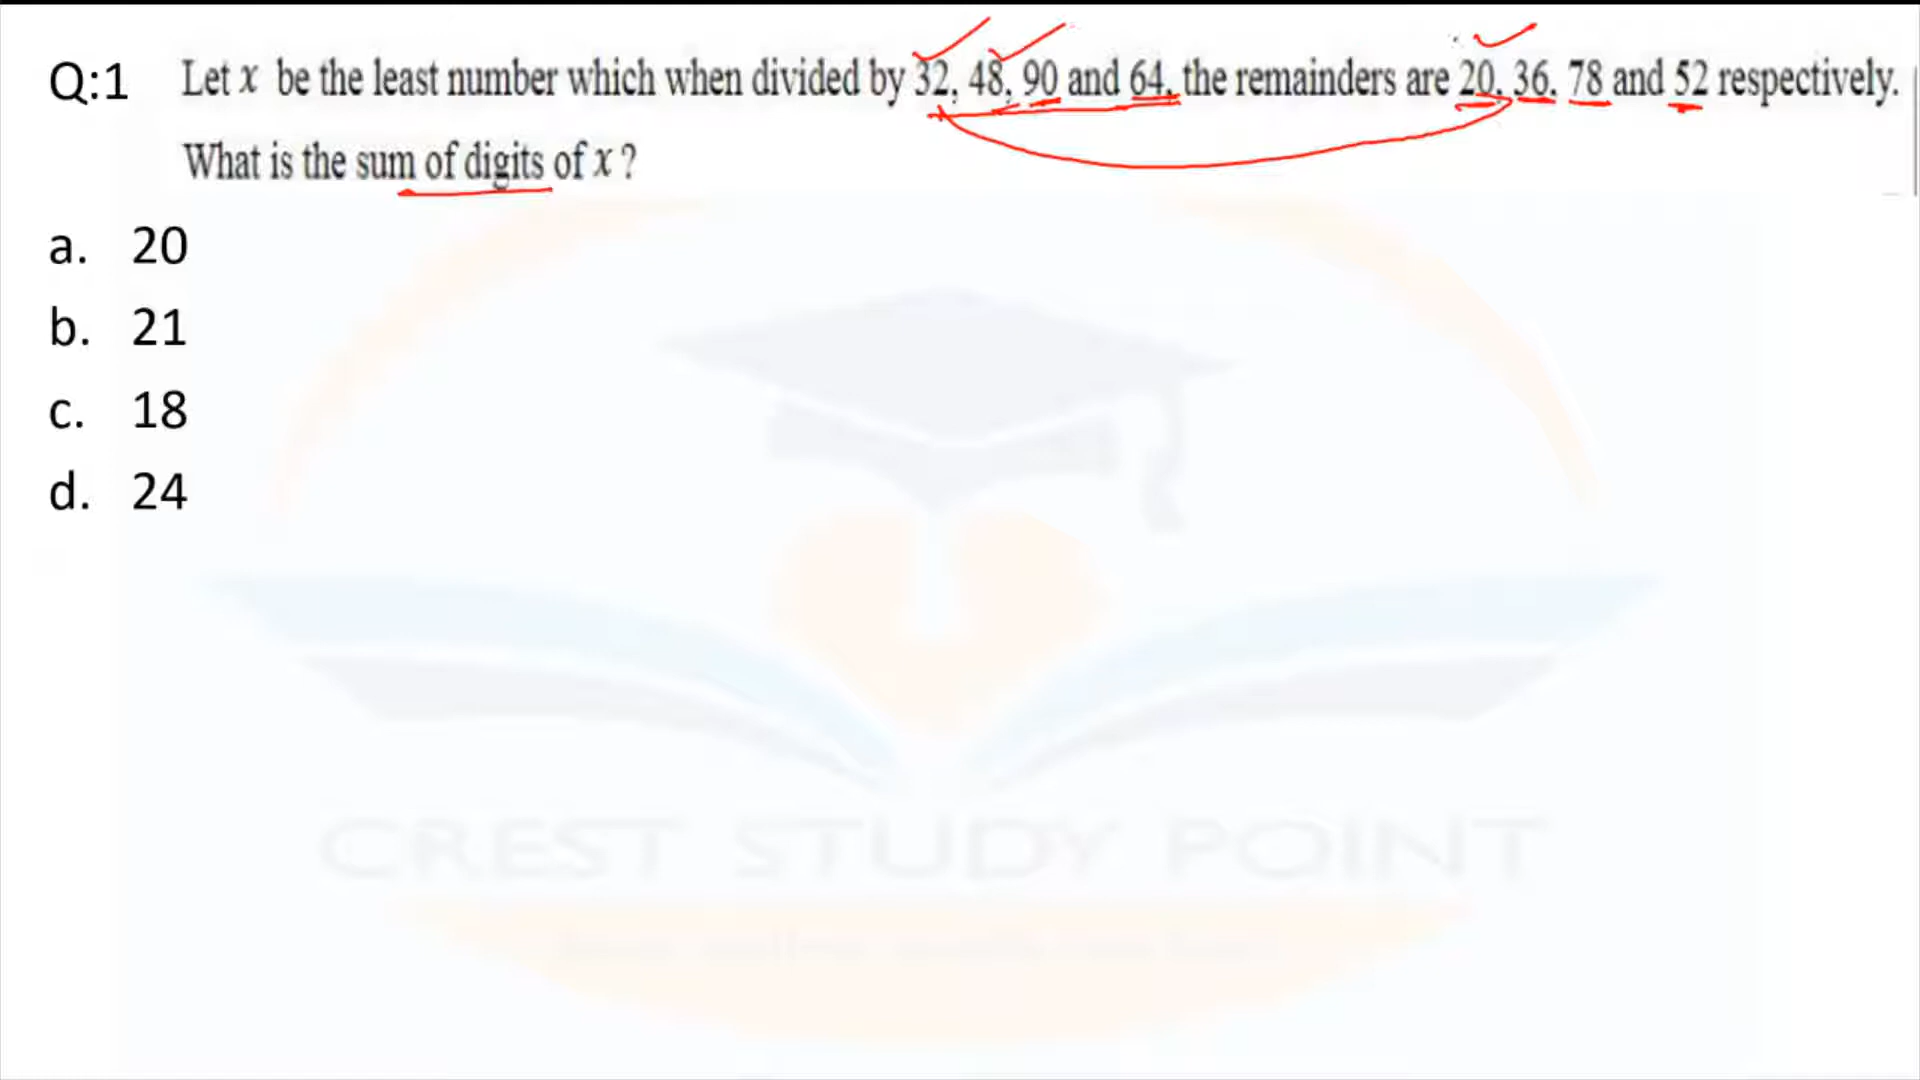 Q:1 Let x be the least number which when divided by 32, 48, 90 and 64, the remainders are 20, 36, 78 and 52 respectively.
What is the sum of digits of x ?
a. 20
b. 21
c. 18
d. 24
CREST STUDY POINT